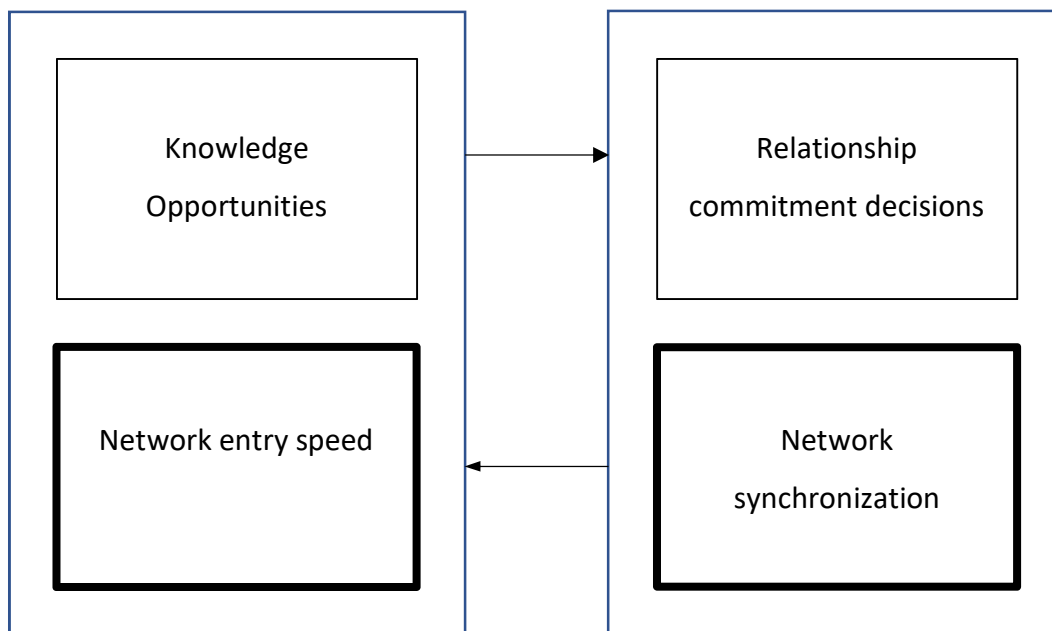 Knowledge
Opportunities
Relationship
commitment decisions
Network entry speed
Network
synchronization